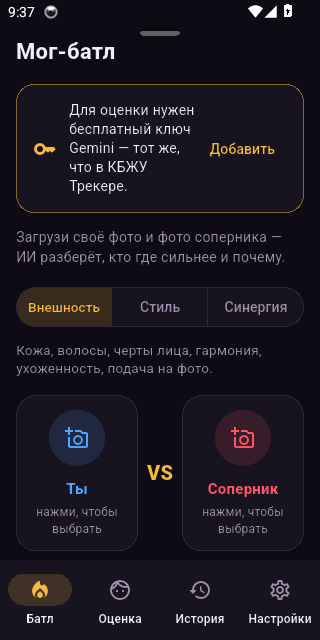 9:37
Мог-батл
Для оценки нужен
бесплатный ключ
Gemini — тот же,
что в КБЖУ
Трекере.
Добавить
Загрузи своё фото и фото соперника —
ИИ разберёт, кто где сильнее и почему.
Внешность
Стиль
Синергия
Кожа, волосы, черты лица, гармония,
ухоженность, подача на фото.
Ты
нажми, чтобы
выбрать
VS
Соперник
нажми, чтобы
выбрать
Батл
Оценка
История
Настройки